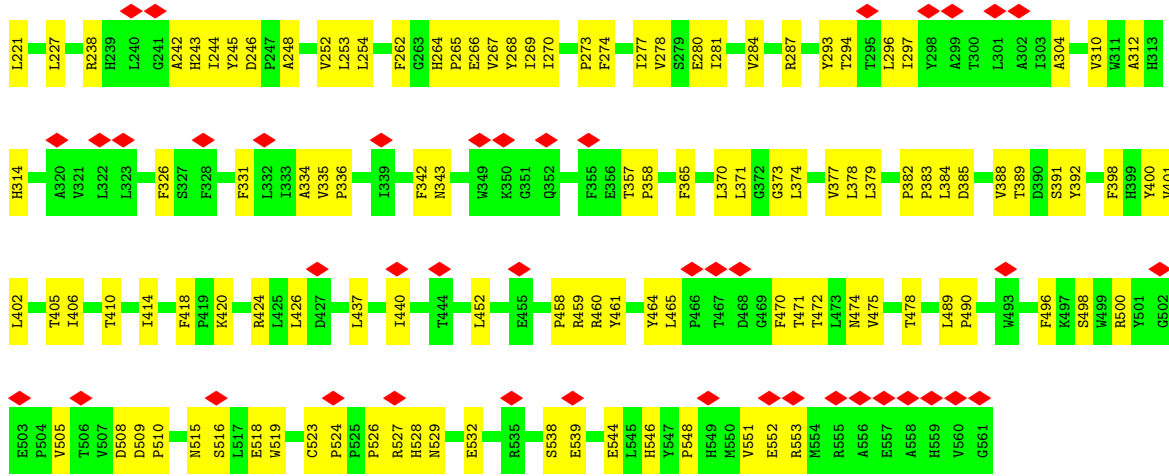 L221 L227 R238 H239 L240 G241 A242 H243 I244 Y245 D246 P247 A248 V252 L253 L254 F262 G263 H264 P265 E266 V267 Y268 I269 I270 P273 F274 I277 V278 S279 E280 I281 V284 R287 Y293 T294 T295 L296 I297 Y298 A299 T300 L301 A302 I303 A304 V310 W311 A312 H313
H314 A320 V321 L322 L323 F326 S327 F328 F331 L332 I333 A334 V335 P336 I339 F342 N343 W349 K350 G351 Q352 F355 E356 T357 P358 F365 L370 L371 G372 G373 L374 V377 L378 L379 P382 P383 L384 D385 V388 T389 D390 S391 Y392 F398 H399 Y400 V401
L402 T405 I406 T410 I414 F418 P419 K420 R424 L425 L426 D427 L437 I440 T444 L452 E455 P458 R459 R460 Y461 Y464 L465 P466 T467 D468 G469 F470 T471 T472 L473 N474 V475 T478 L489 P490 W493 F496 K497 S498 W499 R500 Y501 G502
E503 P504 V505 T506 V507 D508 D509 P510 N515 S516 L517 E518 W519 C523 P524 P525 P526 R527 H528 N529 E532 R535 S538 E539 E544 L545 H546 Y547 P548 H549 M550 V551 E552 R553 M554 R555 A556 E557 A558 H559 V560 G561